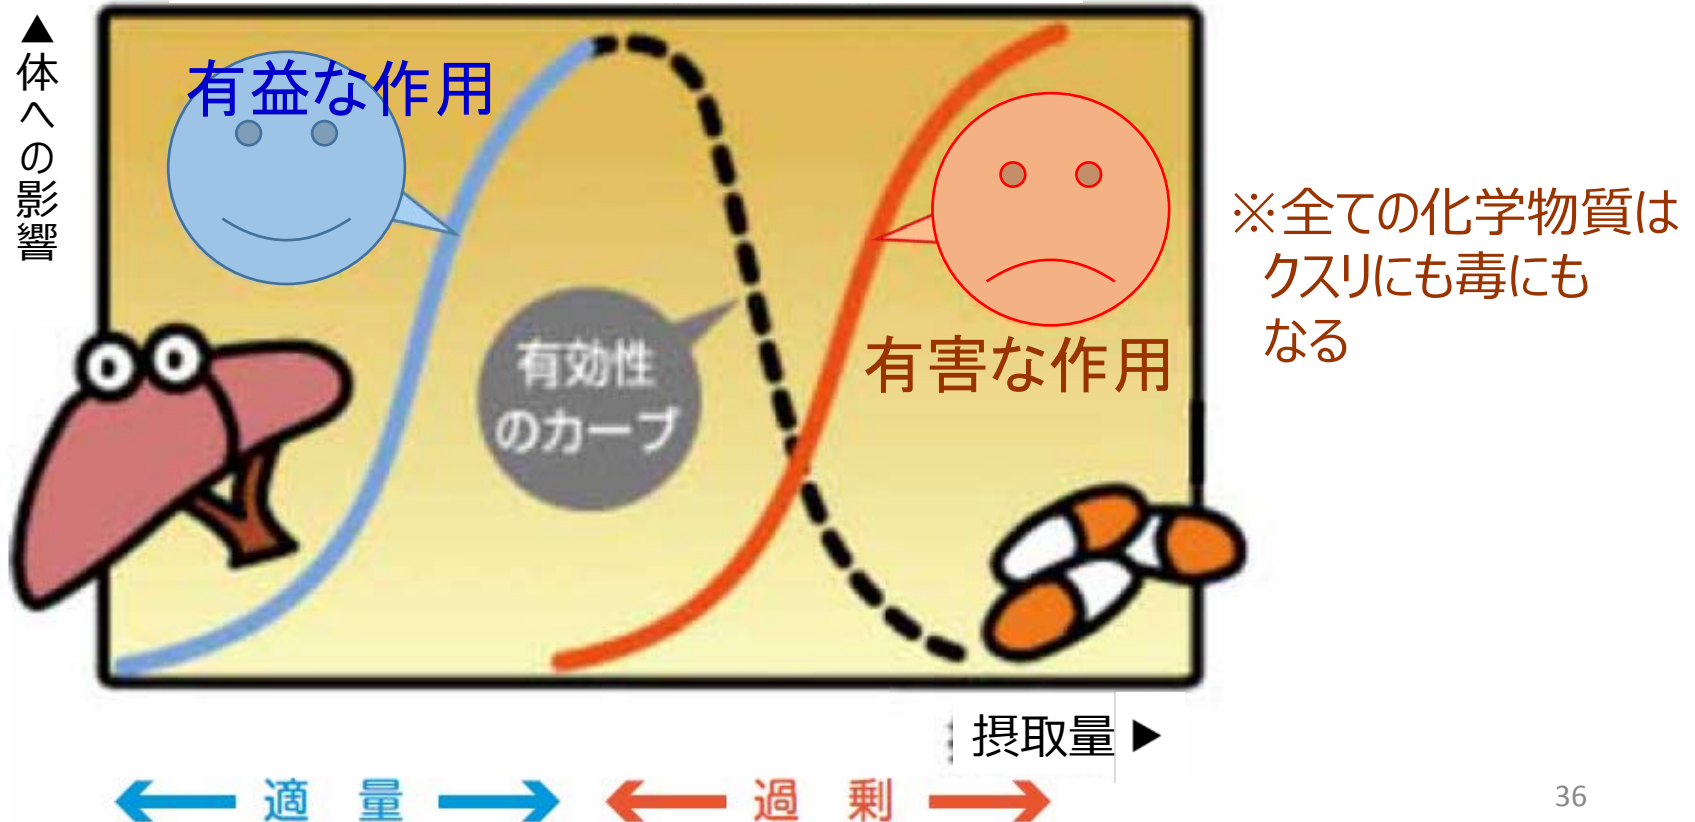 ▲体への影響
有益な作用
有効性
のカーブ
有害な作用
※全ての化学物質は
クスリにも毒にも
なる
摂取量▶
適 量
過 剰
36